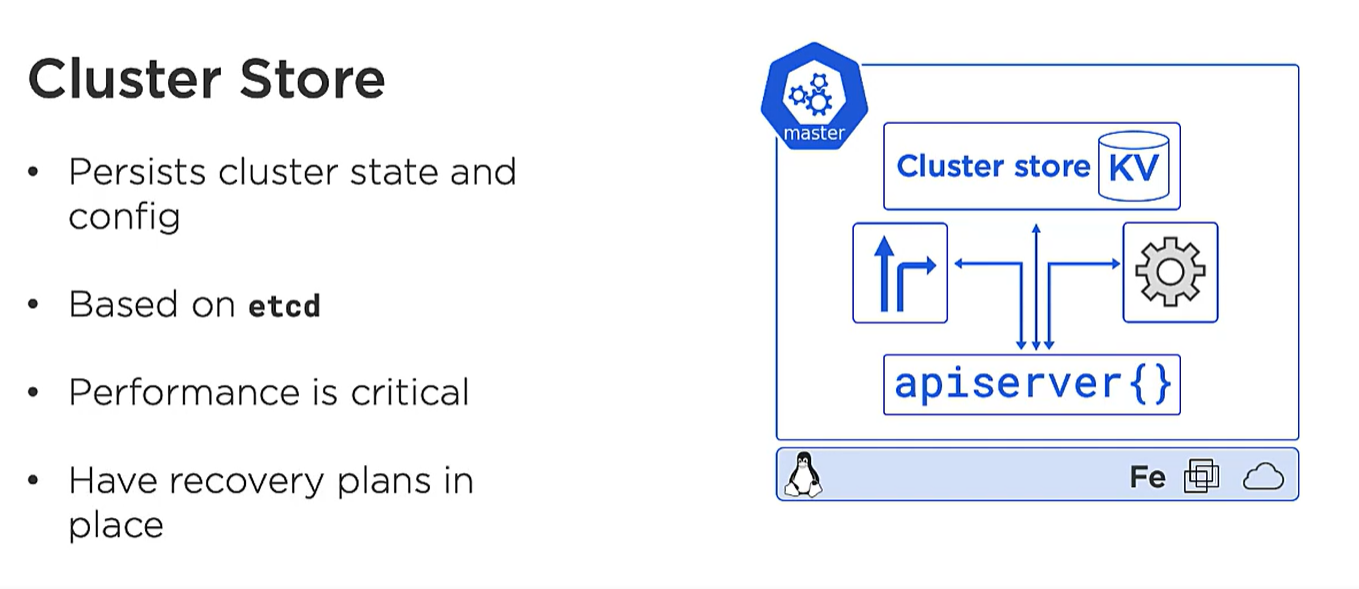 Cluster Store
• Persists cluster state and
config
• Based on etcd
• Performance is critical
• Have recovery plans in
place
master
Cluster store KV
apiserver{}
Fe